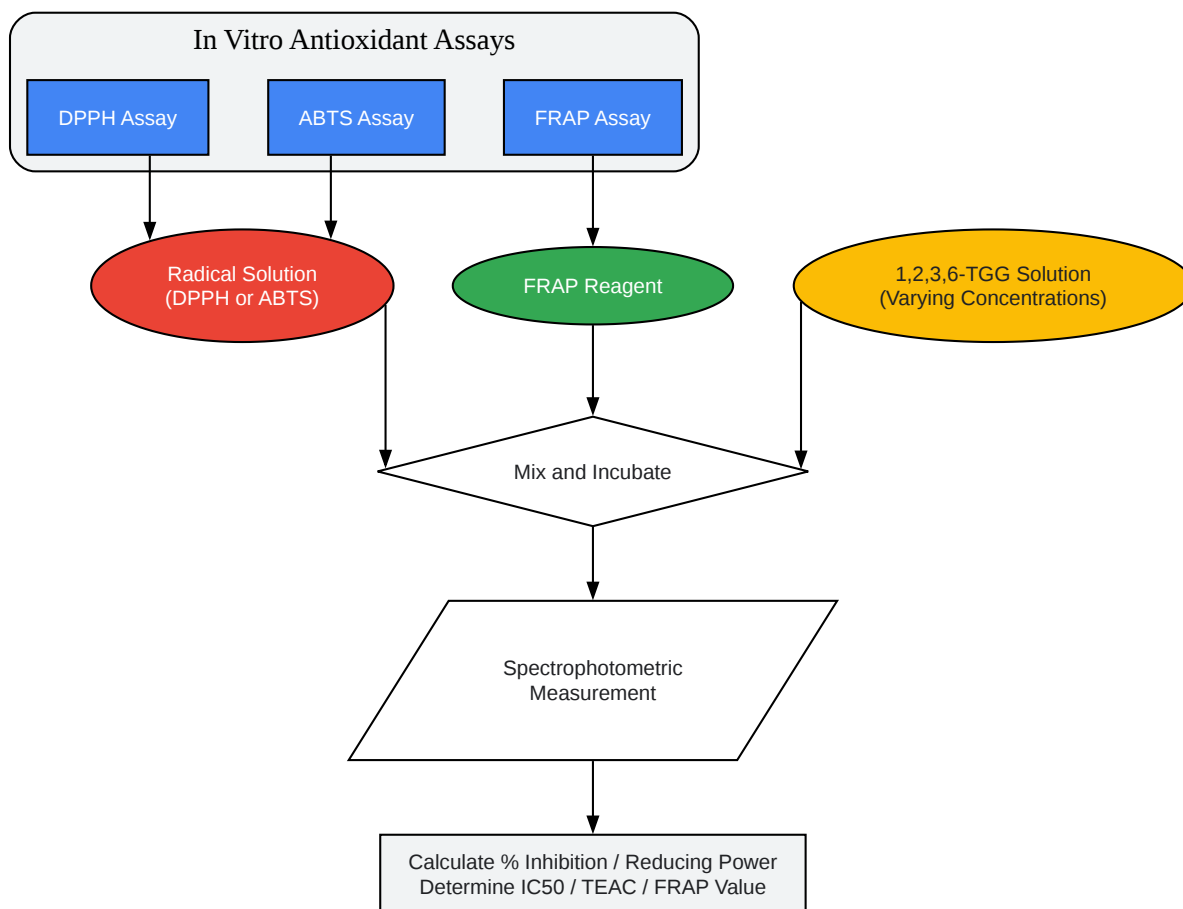 In Vitro Antioxidant Assays
DPPH Assay
ABTS Assay
FRAP Assay
Radical Solution
(DPPH or ABTS)
FRAP Reagent
1,2,3,6-TGG Solution
(Varying Concentrations)
Mix and Incubate
Spectrophotometric
Measurement
Calculate % Inhibition / Reducing Power
Determine IC50 / TEAC / FRAP Value